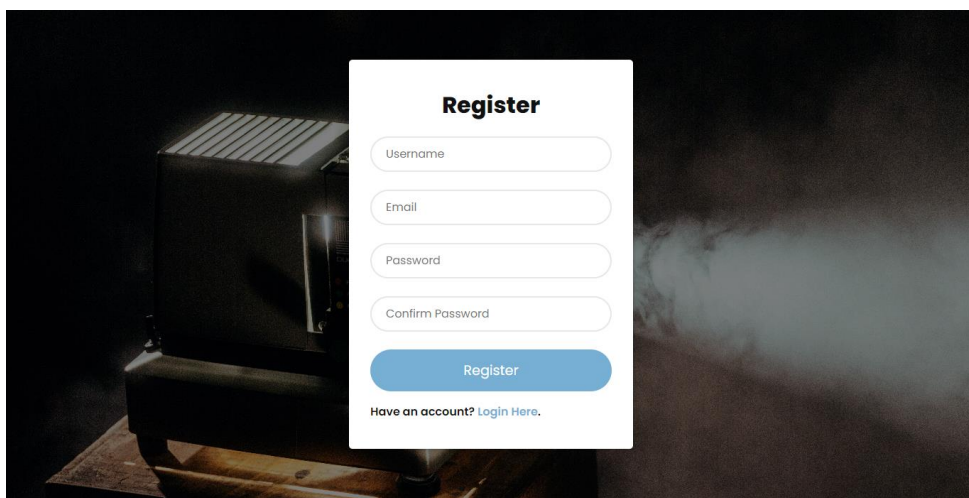 Register
Username
Email
Password
Confirm Password
Register
Have an account? Login Here.